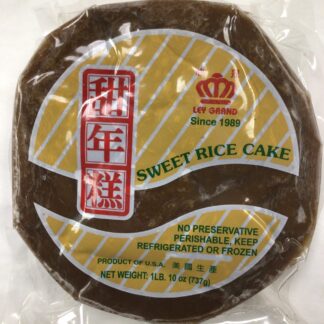 LEY GRAND
Since 1989
甜年糕
SWEET RICE CAKE
NO PRESERVATIVE
PERISHABLE, KEEP
REFRIGERATED OR FROZEN
PRODUCT OF U.S.A. 美國生產
NET WEIGHT: 1LB. 10 oz (737g)